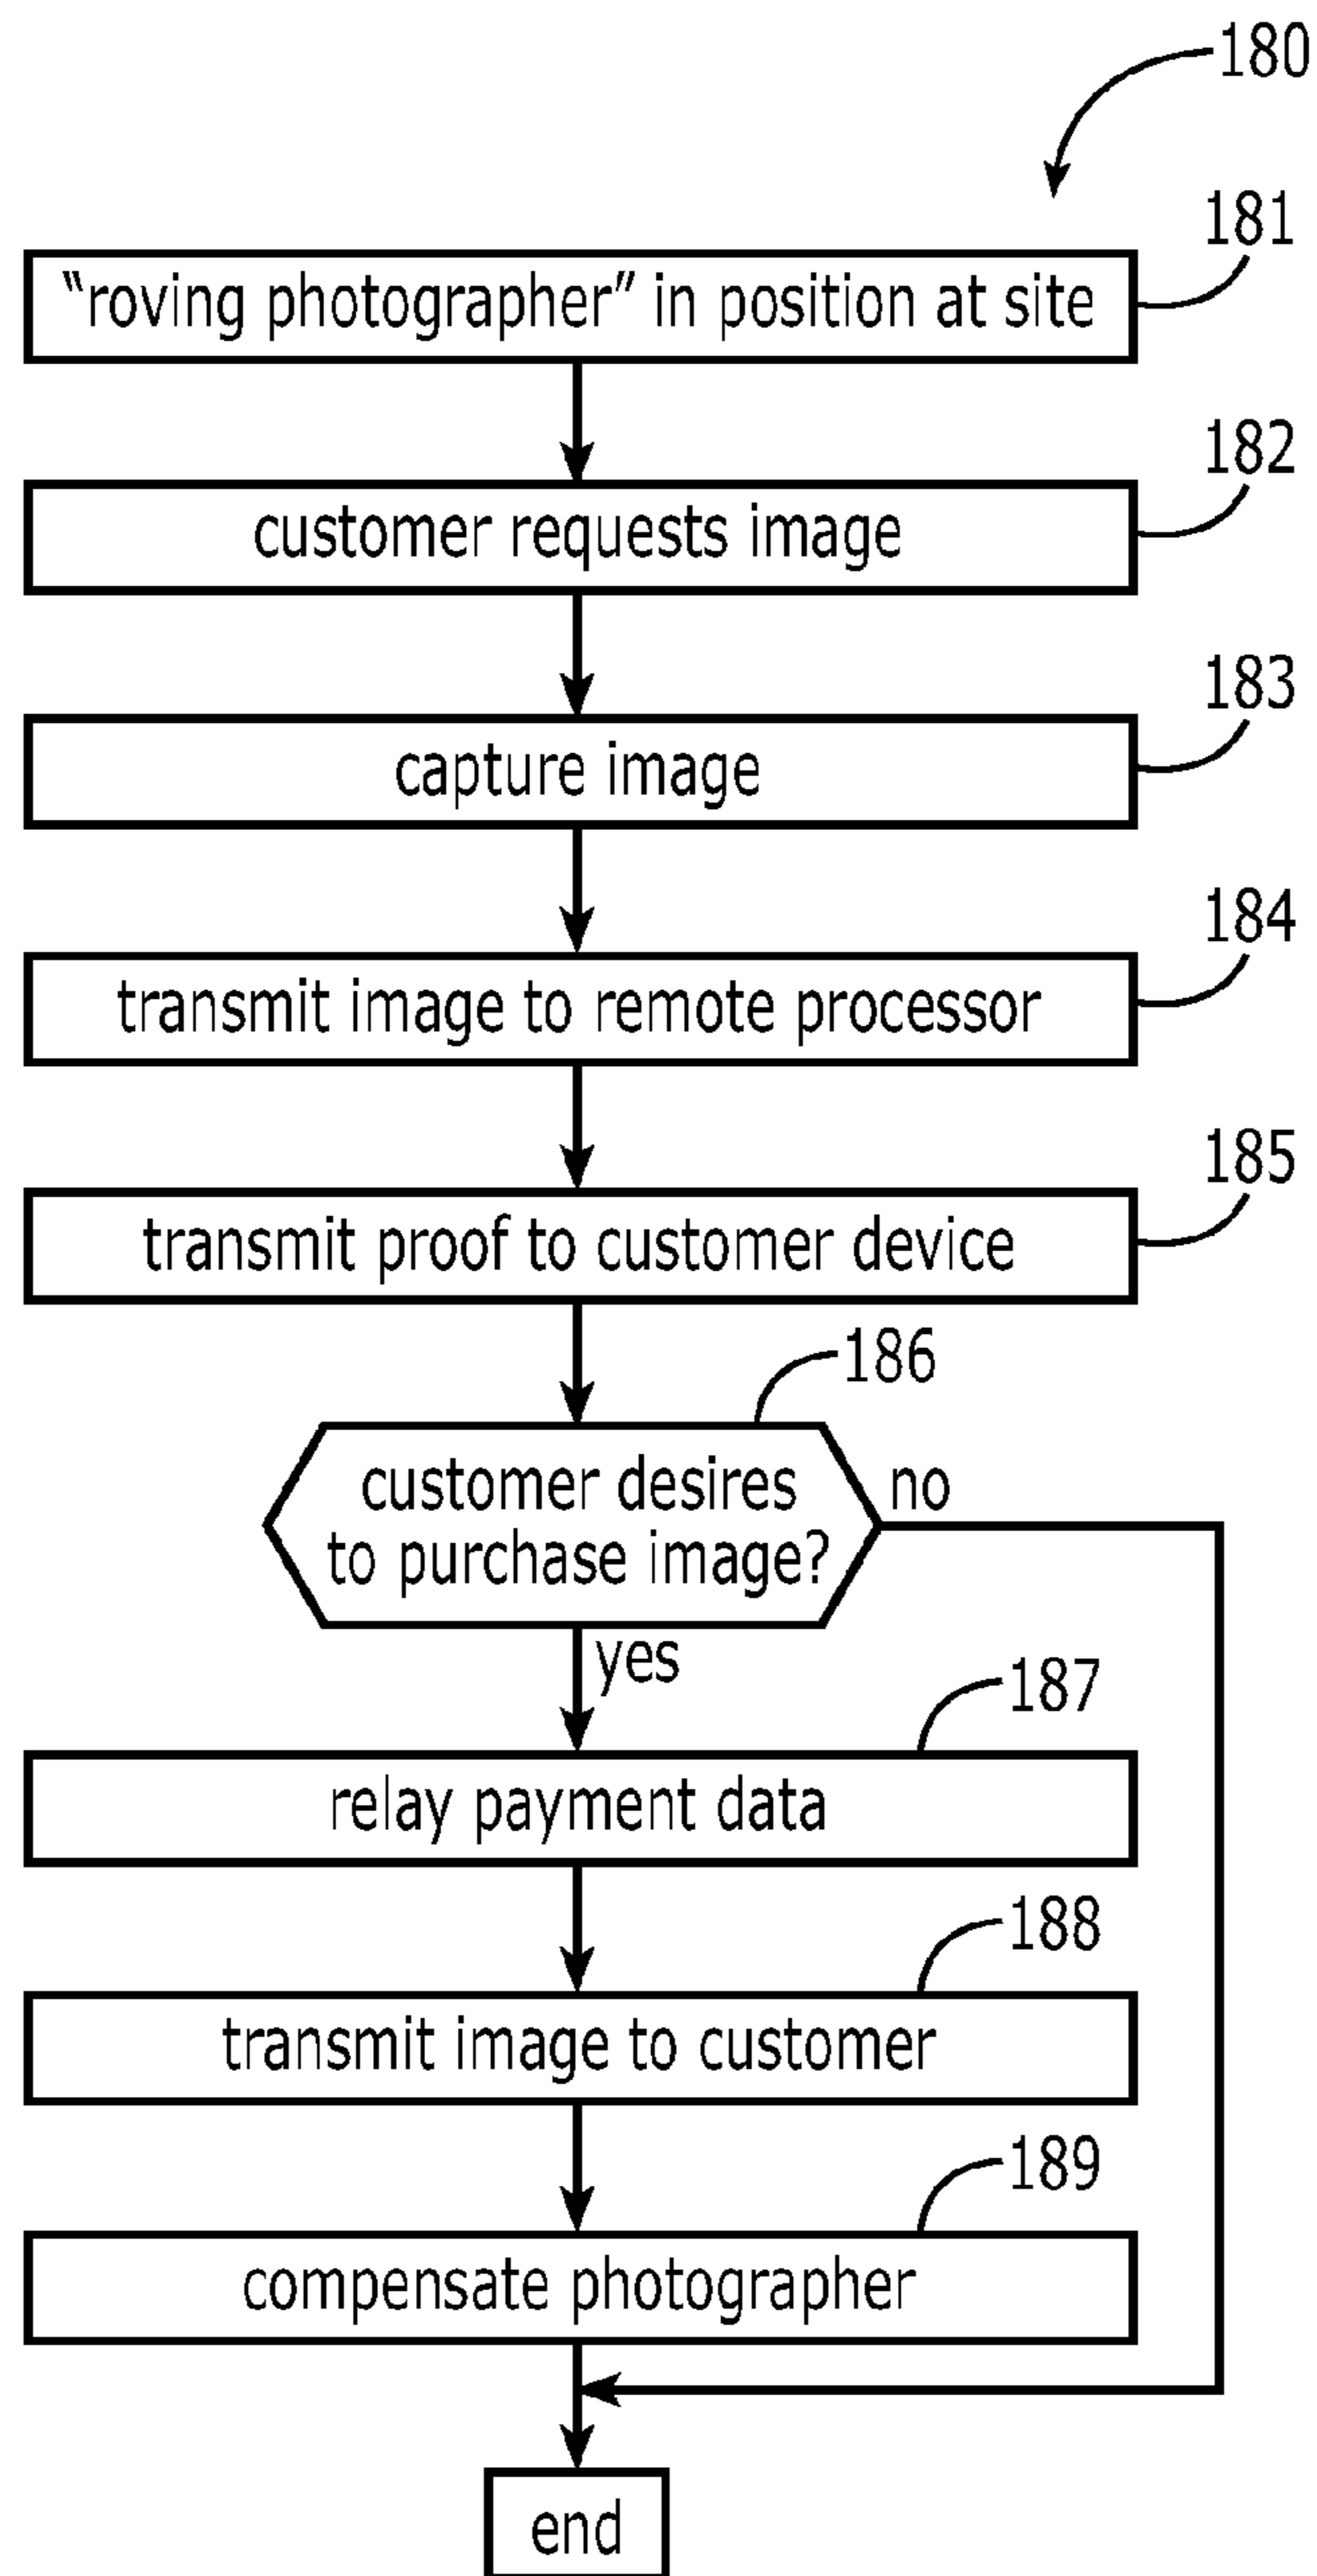 180
181
“roving photographer” in position at site
182
customer requests image
183
capture image
184
transmit image to remote processor
185
transmit proof to customer device
186
customer desires
to purchase image?
no
yes
187
relay payment data
188
transmit image to customer
189
compensate photographer
end